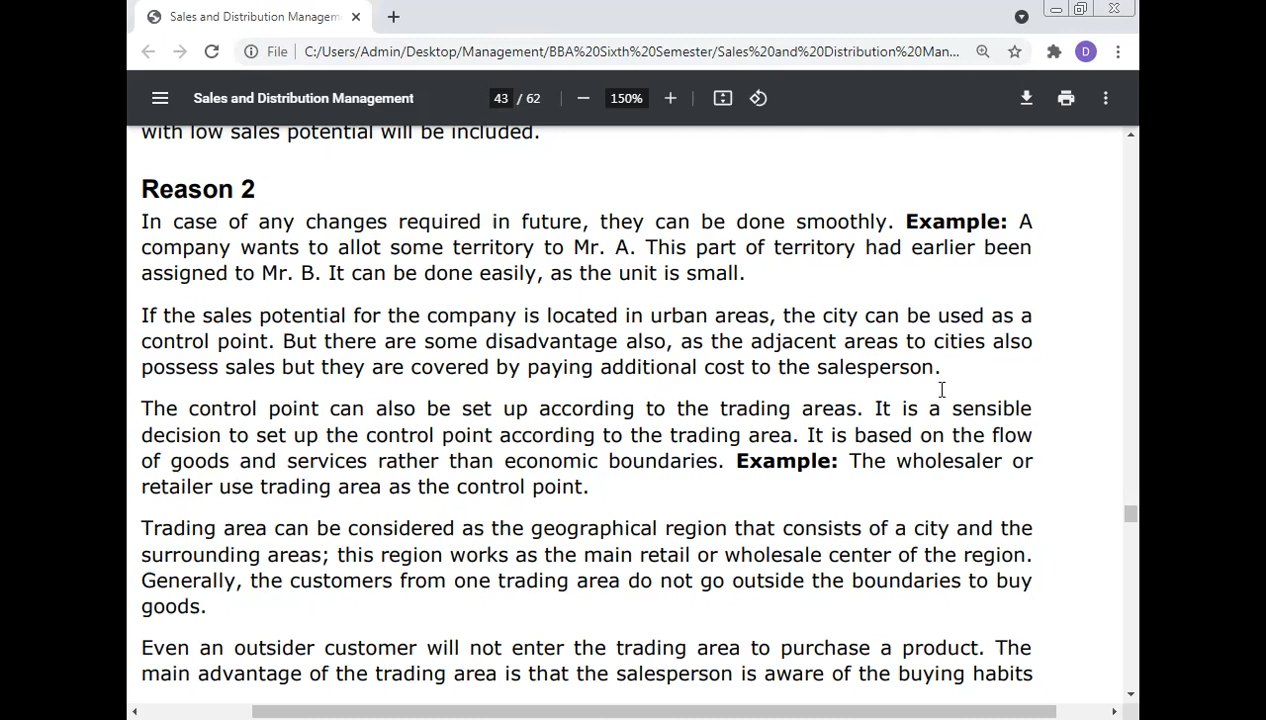 Sales and Distribution Managem
File C:/Users/Admin/Desktop/Management/BBA%20Sixth%20Semester/Sales%20and%20Distribution%20Man...
D
Sales and Distribution Management 43 / 62 150%
with low sales potential will be included.
Reason 2
In case of any changes required in future, they can be done smoothly. Example: A
company wants to allot some territory to Mr. A. This part of territory had earlier been
assigned to Mr. B. It can be done easily, as the unit is small.
If the sales potential for the company is located in urban areas, the city can be used as a
control point. But there are some disadvantage also, as the adjacent areas to cities also
possess sales but they are covered by paying additional cost to the salesperson.
The control point can also be set up according to the trading areas. It is a sensible
decision to set up the control point according to the trading area. It is based on the flow
of goods and services rather than economic boundaries. Example: The wholesaler or
retailer use trading area as the control point.
Trading area can be considered as the geographical region that consists of a city and the
surrounding areas; this region works as the main retail or wholesale center of the region.
Generally, the customers from one trading area do not go outside the boundaries to buy
goods.
Even an outsider customer will not enter the trading area to purchase a product. The
main advantage of the trading area is that the salesperson is aware of the buying habits